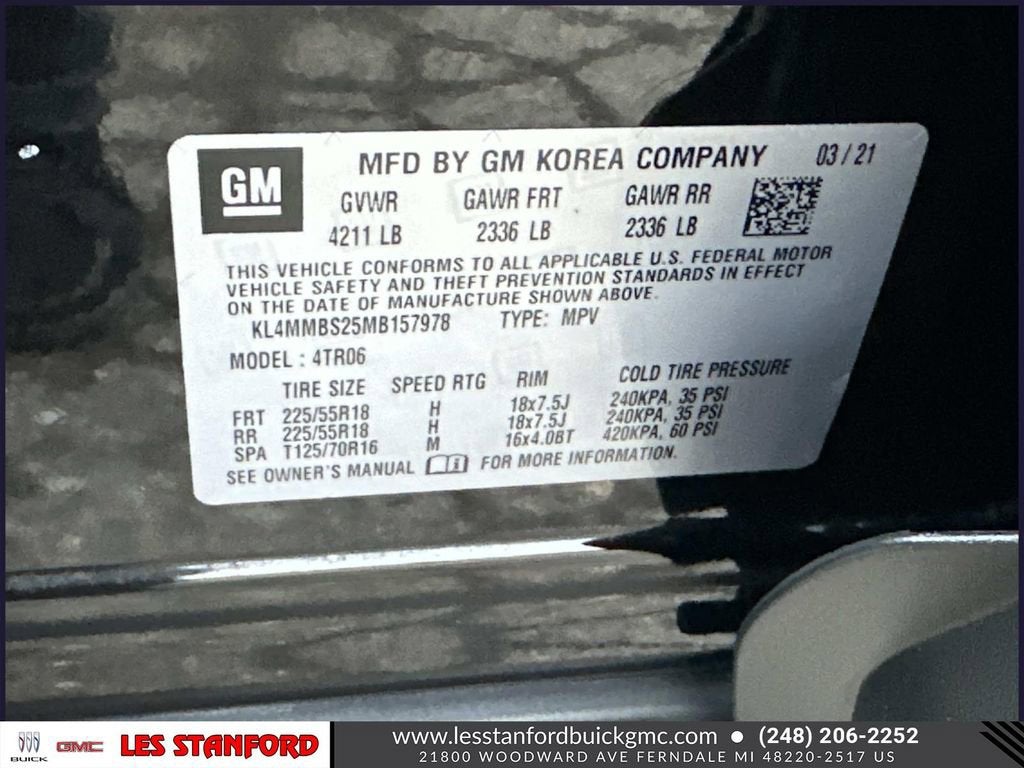 GM
MFD BY GM KOREA COMPANY 03/21
GVWR GAWR FRT GAWR RR
4211 LB 2336 LB 2336 LB
THIS VEHICLE CONFORMS TO ALL APPLICABLE U.S. FEDERAL MOTOR
VEHICLE SAFETY AND THEFT PREVENTION STANDARDS IN EFFECT
ON THE DATE OF MANUFACTURE SHOWN ABOVE.
KL4MMBS25MB157978 TYPE: MPV
MODEL: 4TR06
TIRE SIZE SPEED RTG RIM COLD TIRE PRESSURE
FRT 225/55R18 H 18x7.5J 240KPA, 35 PSI
RR 225/55R18 H 18x7.5J 240KPA, 35 PSI
SPA T125/70R16 M 16x4.0BT 420KPA, 60 PSI
SEE OWNER'S MANUAL FOR MORE INFORMATION.
BUICK GMC LES STANFORD
www.lesstanfordbuickgmc.com • (248) 206-2252
21800 WOODWARD AVE FERNDALE MI 48220-2517 US